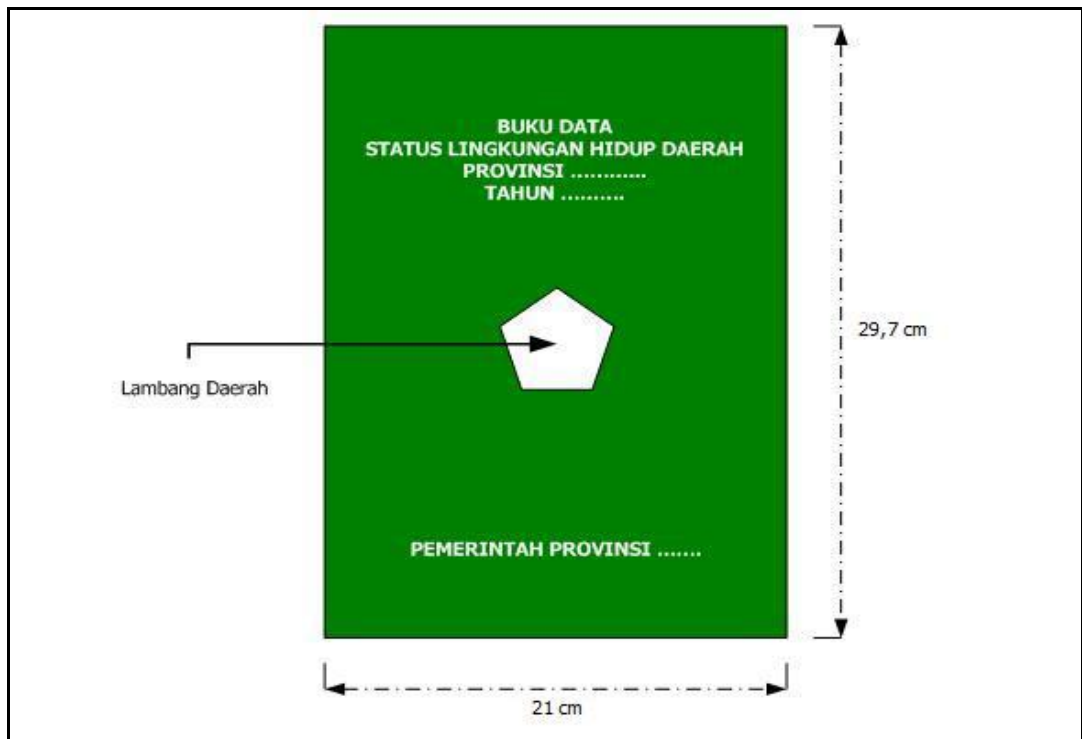 BUKU DATA
STATUS LINGKUNGAN HIDUP DAERAH
PROVINSI ............
TAHUN ..........
29,7 cm
Lambang Daerah
PEMERINTAH PROVINSI .......
21 cm